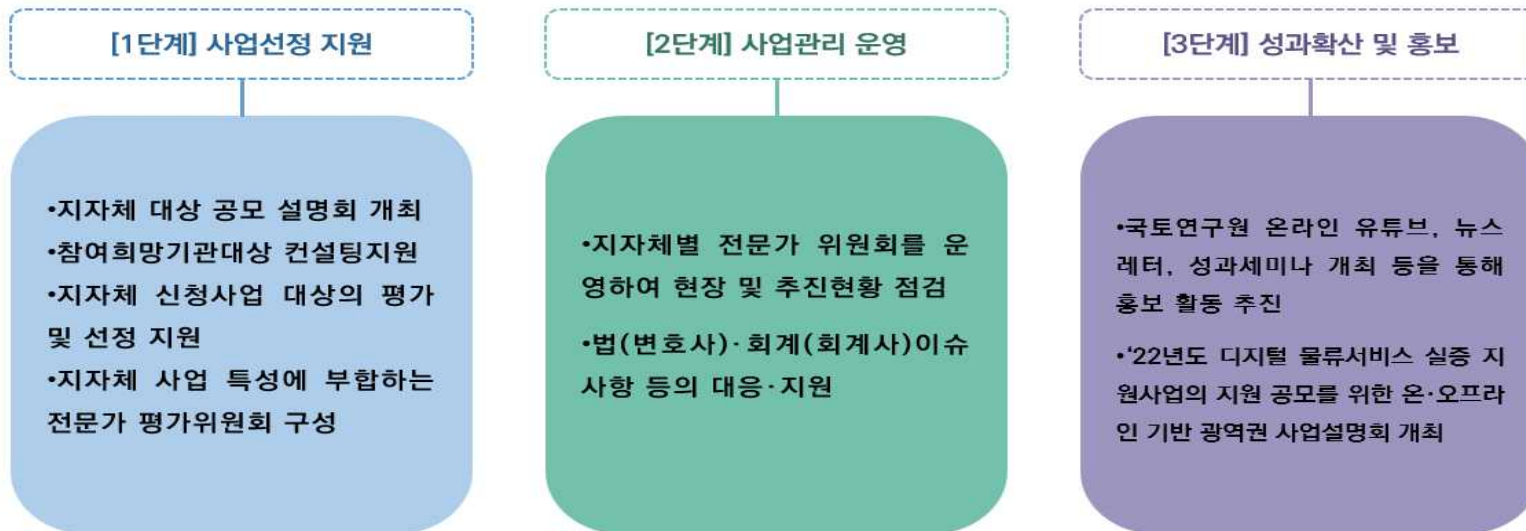 [1단계] 사업선정 지원
•지자체 대상 공모 설명회 개최
•참여희망기관대상 컨설팅지원
•지자체 신청사업 대상의 평가
및 선정 지원
•지자체 사업 특성에 부합하는
전문가 평가위원회 구성
[2단계] 사업관리 운영
•지자체별 전문가 위원회를 운
영하여 현장 및 추진현황 점검
•법(변호사)·회계(회계사)이슈
사항 등의 대응·지원
[3단계] 성과확산 및 홍보
•국토연구원 온라인 유튜브, 뉴스
레터, 성과세미나 개최 등을 통해
홍보 활동 추진
•‘22년도 디지털 물류서비스 실증 지
원사업의 지원 공모를 위한 온·오프라
인 기반 광역권 사업설명회 개최